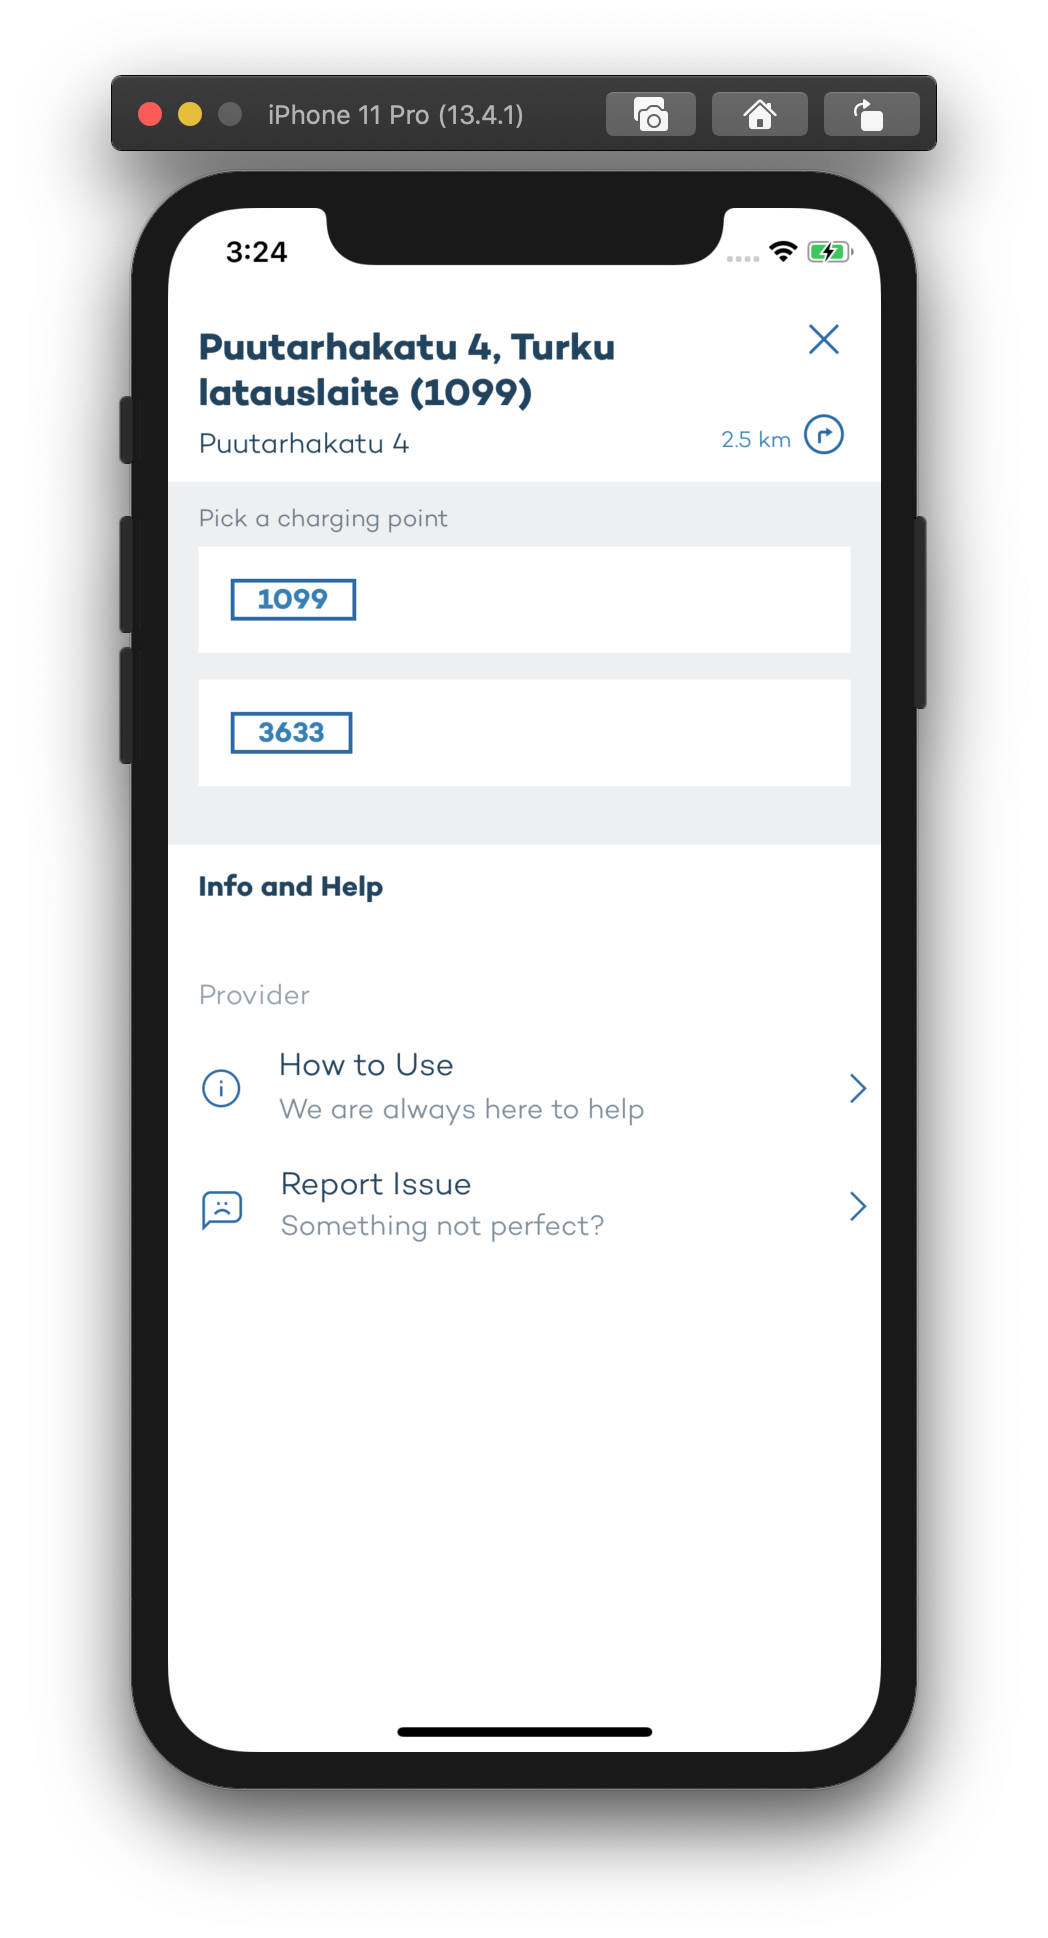 iPhone 11 Pro (13.4.1)
3:24
Puutarhakatu 4, Turku
latauslaite (1099)
Puutarhakatu 4
2.5 km
Pick a charging point
1099
3633
Info and Help
Provider
How to Use
We are always here to help
Report Issue
Something not perfect?